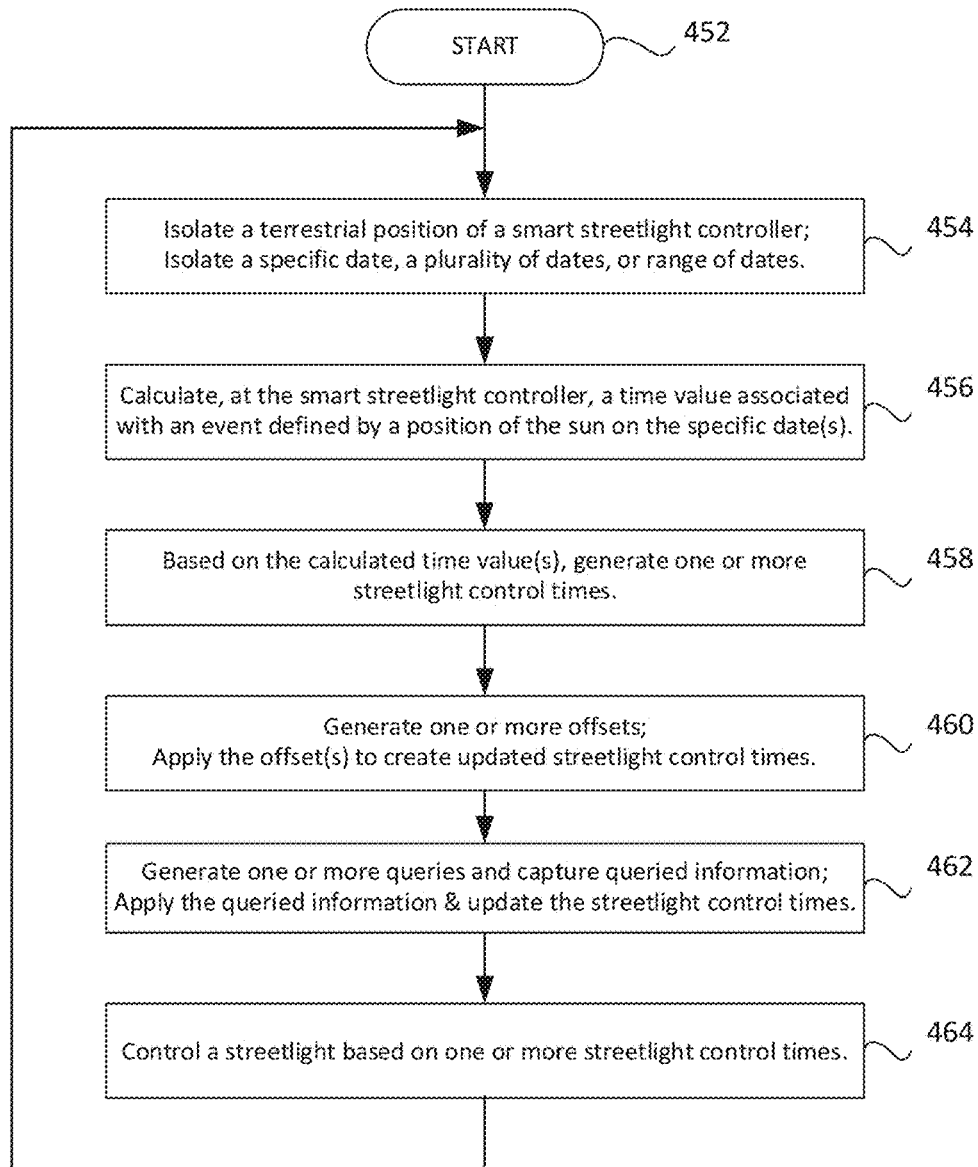 START
452
Isolate a terrestrial position of a smart streetlight controller;
Isolate a specific date, a plurality of dates, or range of dates.
454
Calculate, at the smart streetlight controller, a time value associated
with an event defined by a position of the sun on the specific date(s).
456
Based on the calculated time value(s), generate one or more
streetlight control times.
458
Generate one or more offsets;
Apply the offset(s) to create updated streetlight control times.
460
Generate one or more queries and capture queried information;
Apply the queried information & update the streetlight control times.
462
Control a streetlight based on one or more streetlight control times.
464